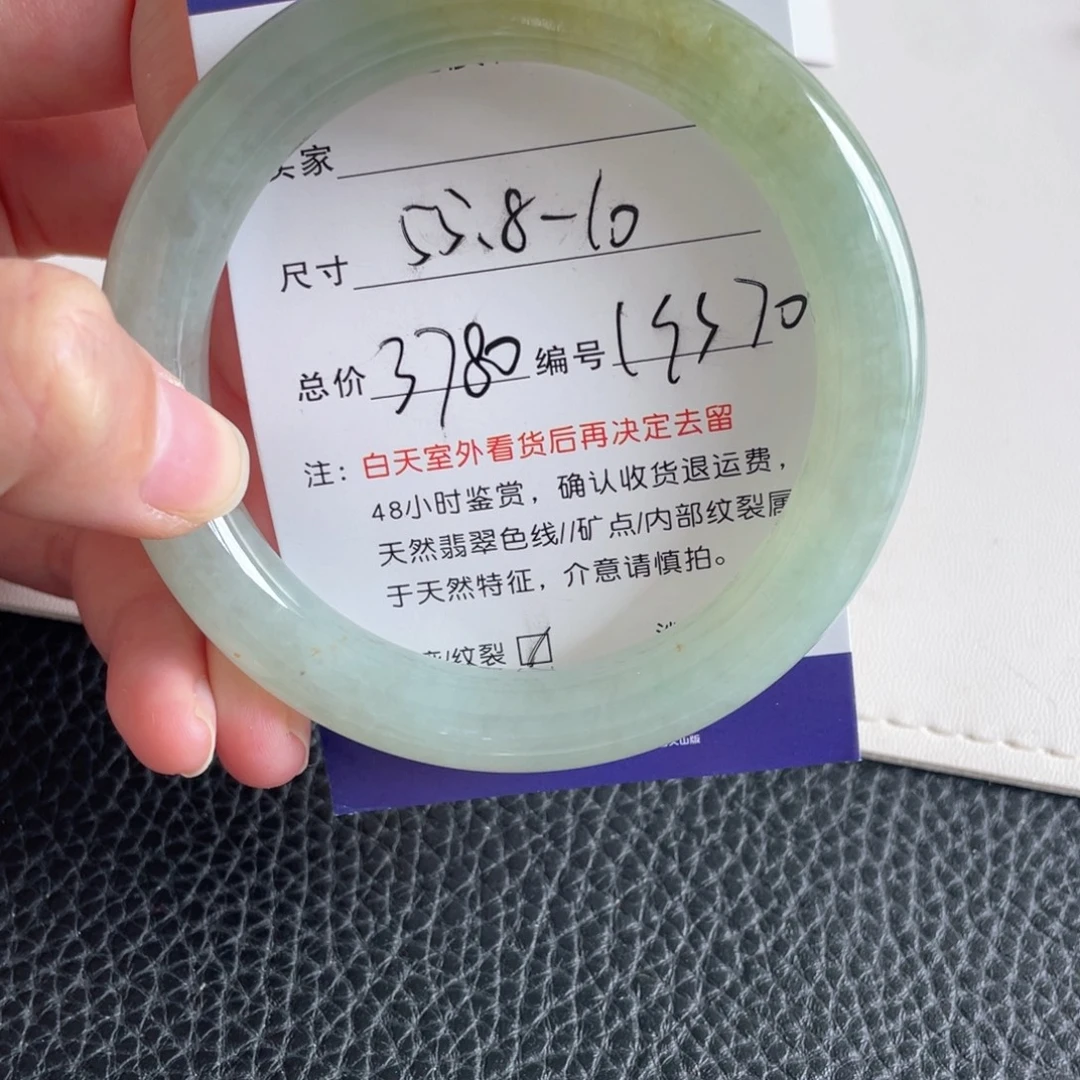 家
尺寸 55.8-10
总价 3780 编号 19570
注：白天室外看货后再决定去留
48小时鉴赏，确认收货退运费，
天然翡翠色线//矿点/内部纹裂属
于天然特征，介意请慎拍。
/纹裂